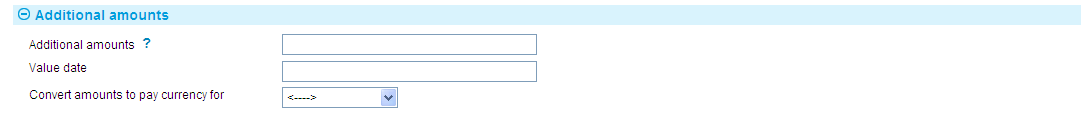 Additional amounts
Additional amounts ?
Value date
Convert amounts to pay currency for <---->